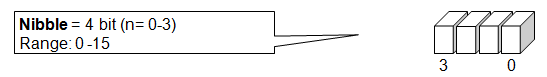 Nibble = 4 bit (n= 0-3)
Range: 0 -15
3 0